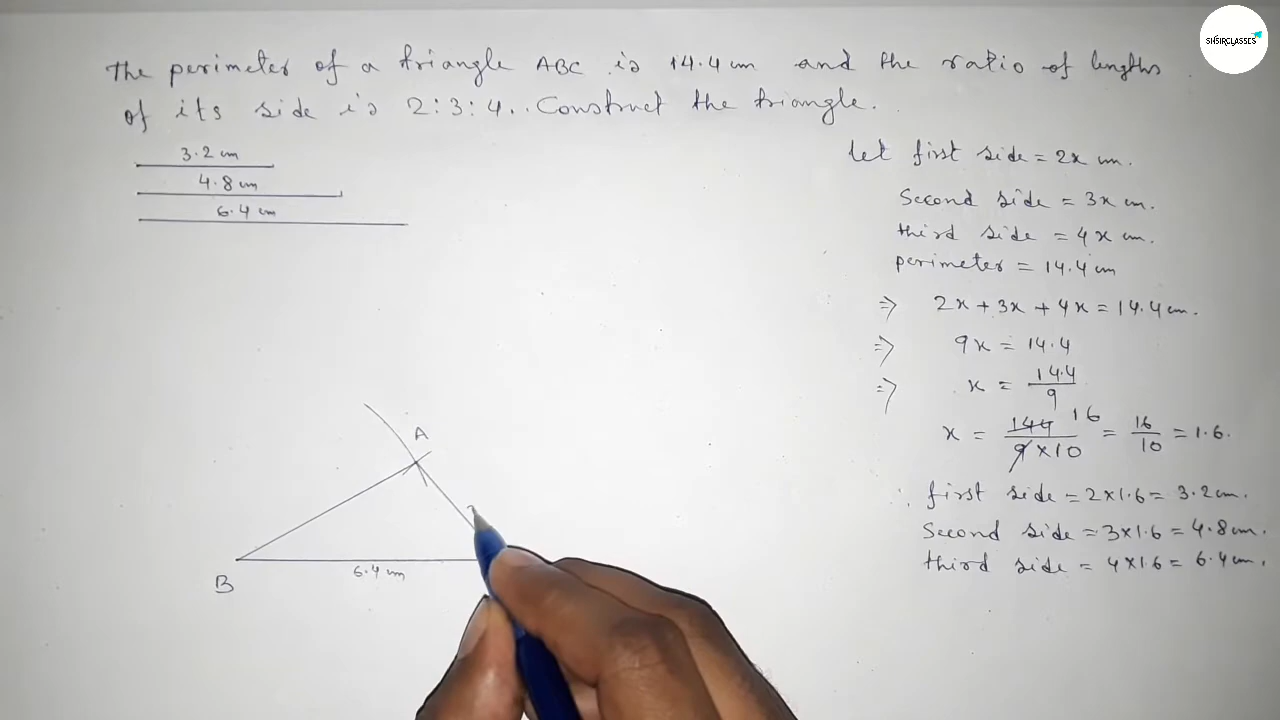 SHSIRCLASSES
The perimeter of a triangle ABC is 14.4 cm and the ratio of lengths
of its side is 2:3:4. Construct the triangle.
3.2 cm
4.8 cm
6.4 cm
A
B
6.4 cm
let first side = 2x cm.
Second side = 3x cm.
third side = 4x cm.
perimeter = 14.4 cm
⇒ 2x + 3x + 4x = 14.4 cm.
⇒ 9x = 14.4
⇒ x = 14.4/9
x = 144/9×10 16 = 16/10 = 1.6.
∴ first side = 2×1.6 = 3.2 cm.
Second side = 3×1.6 = 4.8 cm.
third side = 4×1.6 = 6.4 cm.